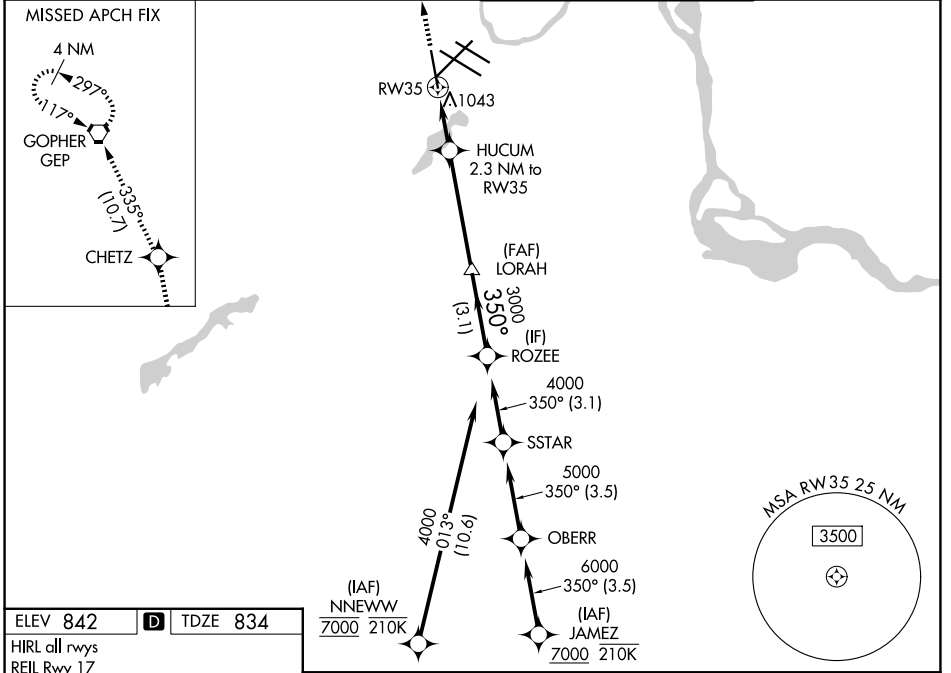 MISSED APCH FIX
4 NM
297°
117°
GOPHER
GEP
335°
(10.7)
CHETZ
RW35
1043
HUCUM
2.3 NM to
RW35
(FAF)
LORAH
3000
350°
(3.1)
(IF)
ROZEE
4000
350° (3.1)
SSTAR
5000
350° (3.5)
OBERR
6000
350° (3.5)
4000
013°
(10.6)
(IAF)
NNEWW
7000 210K
(IAF)
JAMEZ
7000 210K
MSA RW35 25 NM
3500
ELEV 842 D TDZE 834
HIRL all rwys
REIL Rwy 17